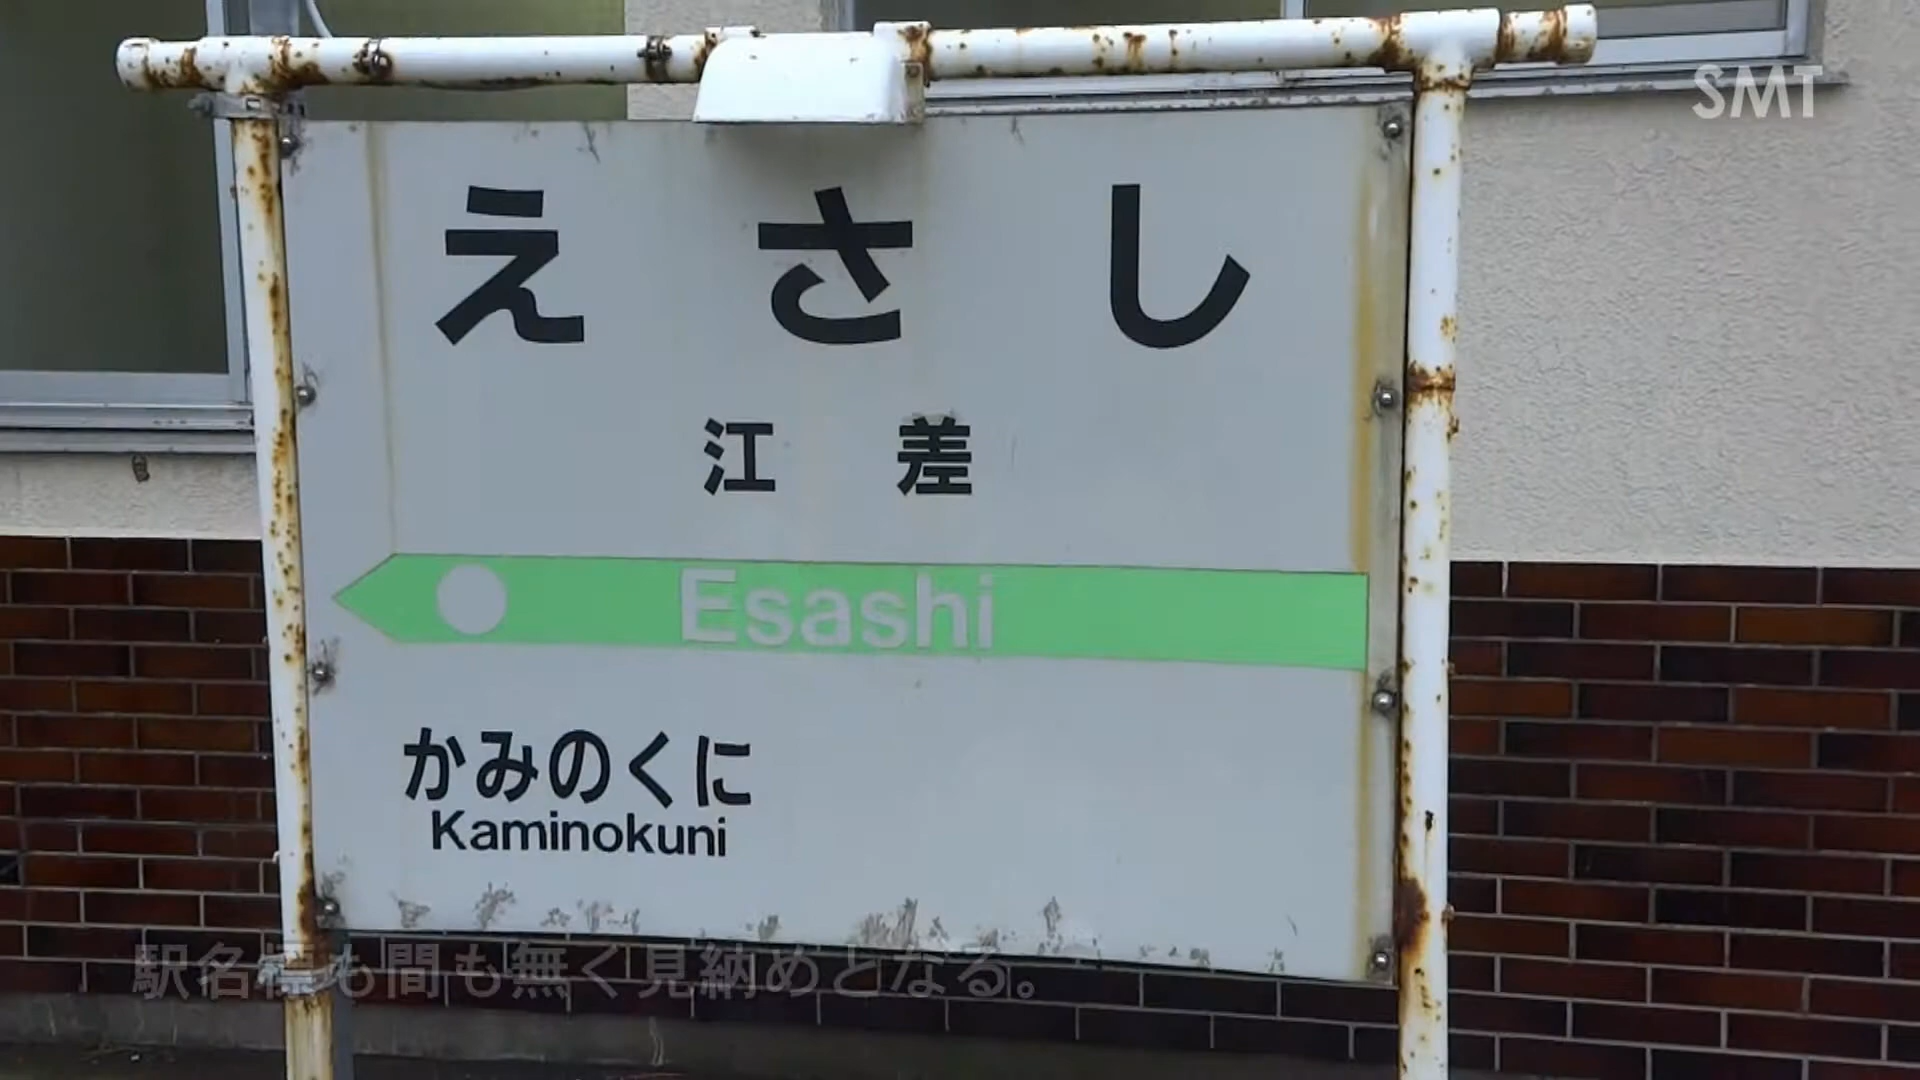 SMT
えさし
江差
Esashi
かみのくに
Kaminokuni
駅名標も間も無く見納めとなる。